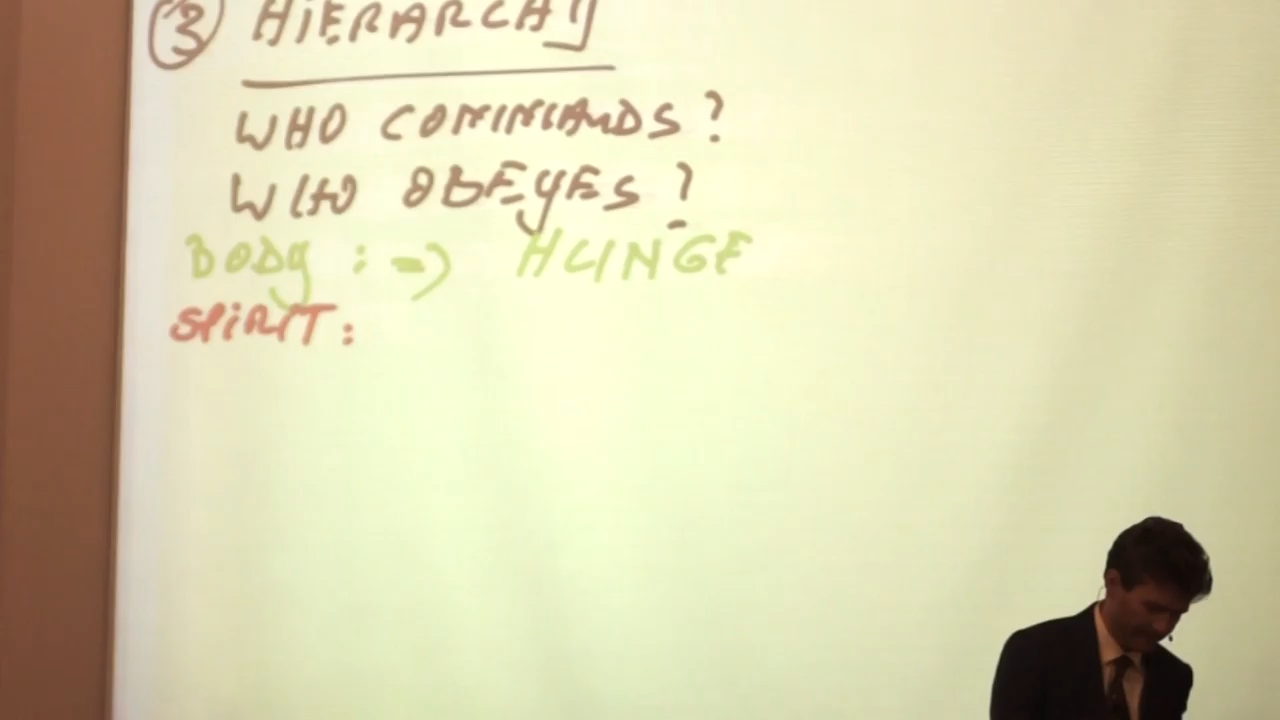 ③ HiERARCHY
WHO COMMANDS?
WHO OBEYES?
BODY : => HUNGE
SPiRIT: